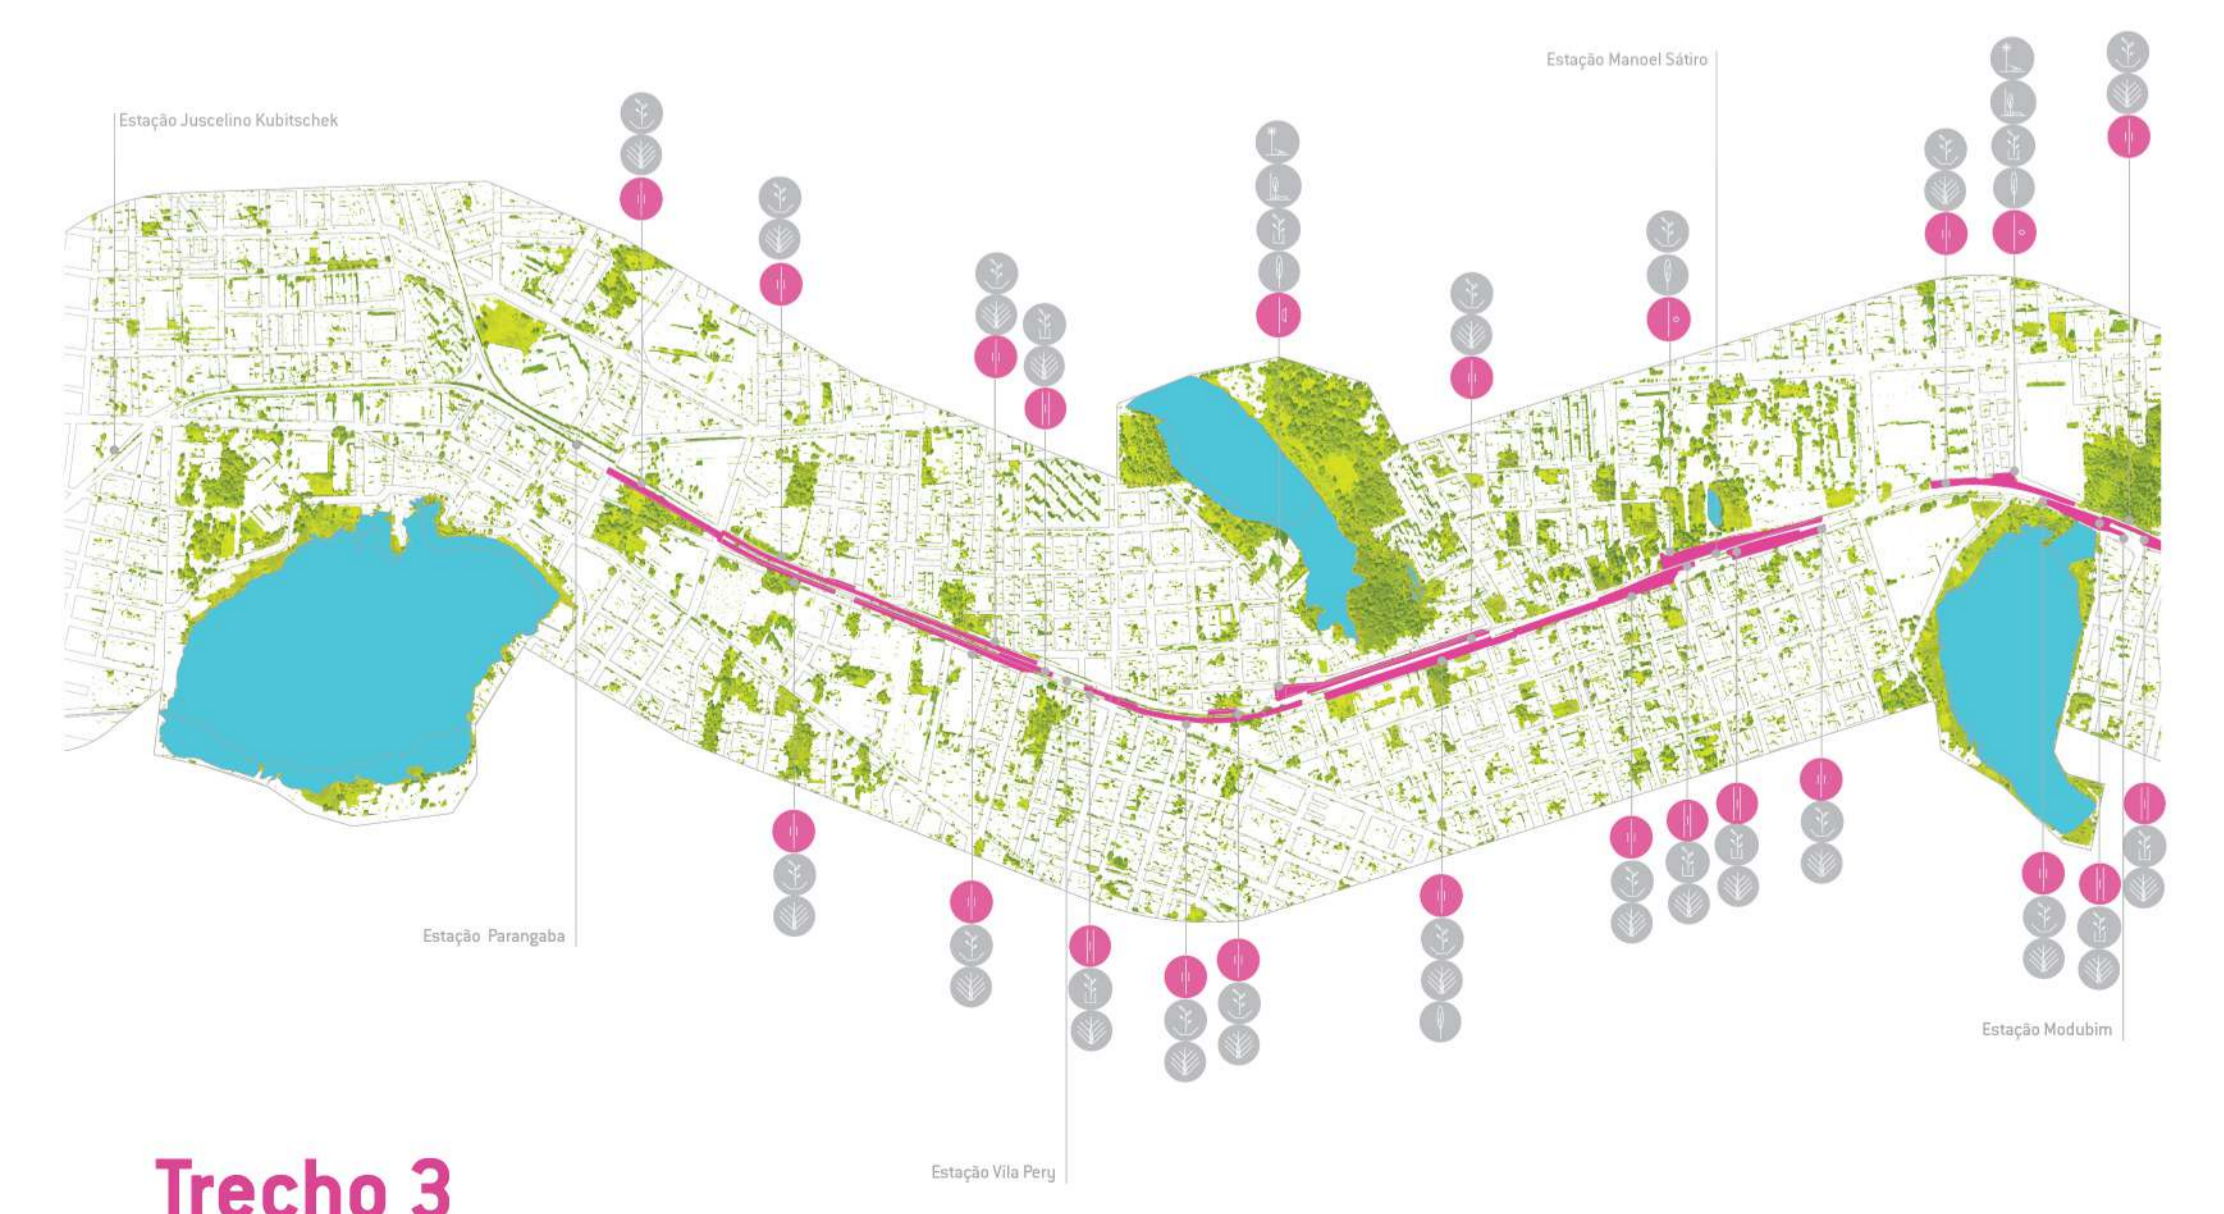 Estação Manoel Sátiro
Estação Juscelino Kubitschek
Estação  Parangaba
Estação Modubim
Estação Vila Pery
Trecho 3